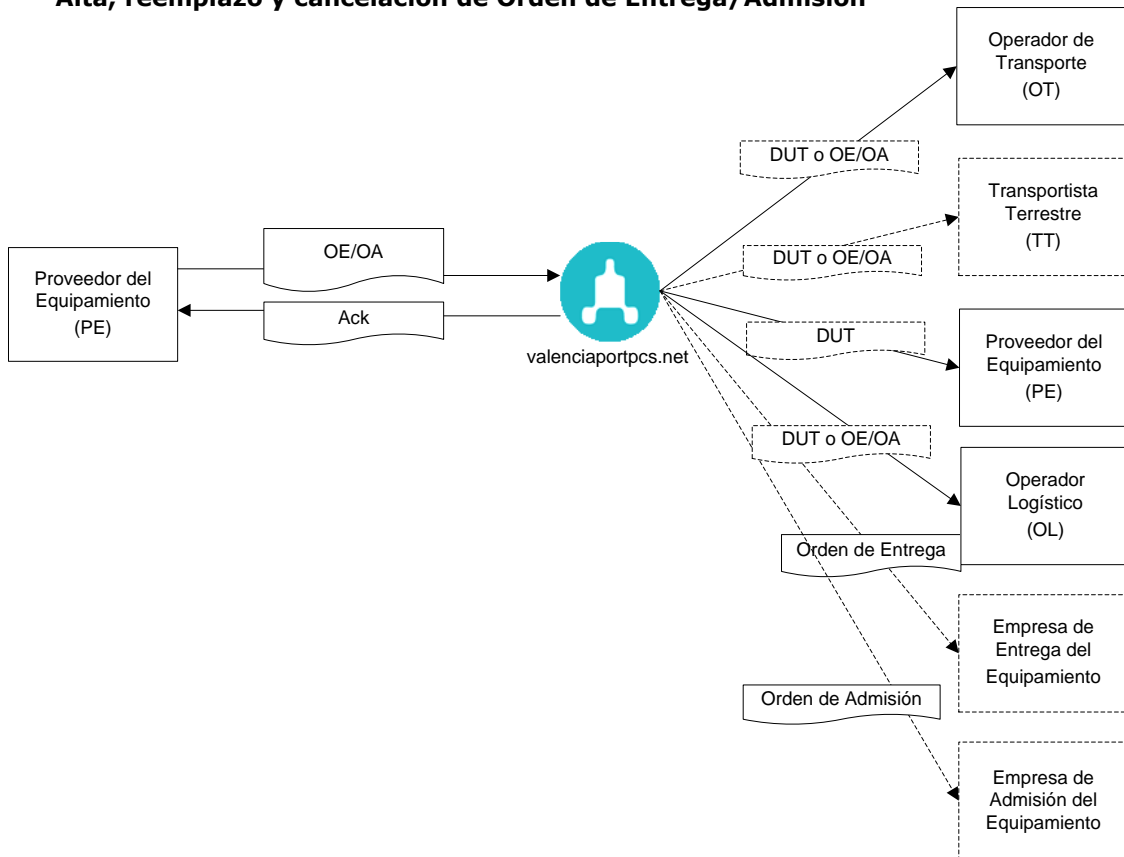 Alta, reemplazo y cancelación de Orden de Entrega/Admisión
Operador de
Transporte
(OT)
DUT o OE/OA
Transportista
Terrestre
(TT)
OE/OA
DUT o OE/OA
Proveedor del
Equipamiento
(PE)
Ack
valenciaportpcs.net
DUT
Proveedor del
Equipamiento
(PE)
DUT o OE/OA
Operador
Logístico
(OL)
Orden de Entrega
Empresa de
Entrega del
Equipamiento
Orden de Admisión
Empresa de
Admisión del
Equipamiento